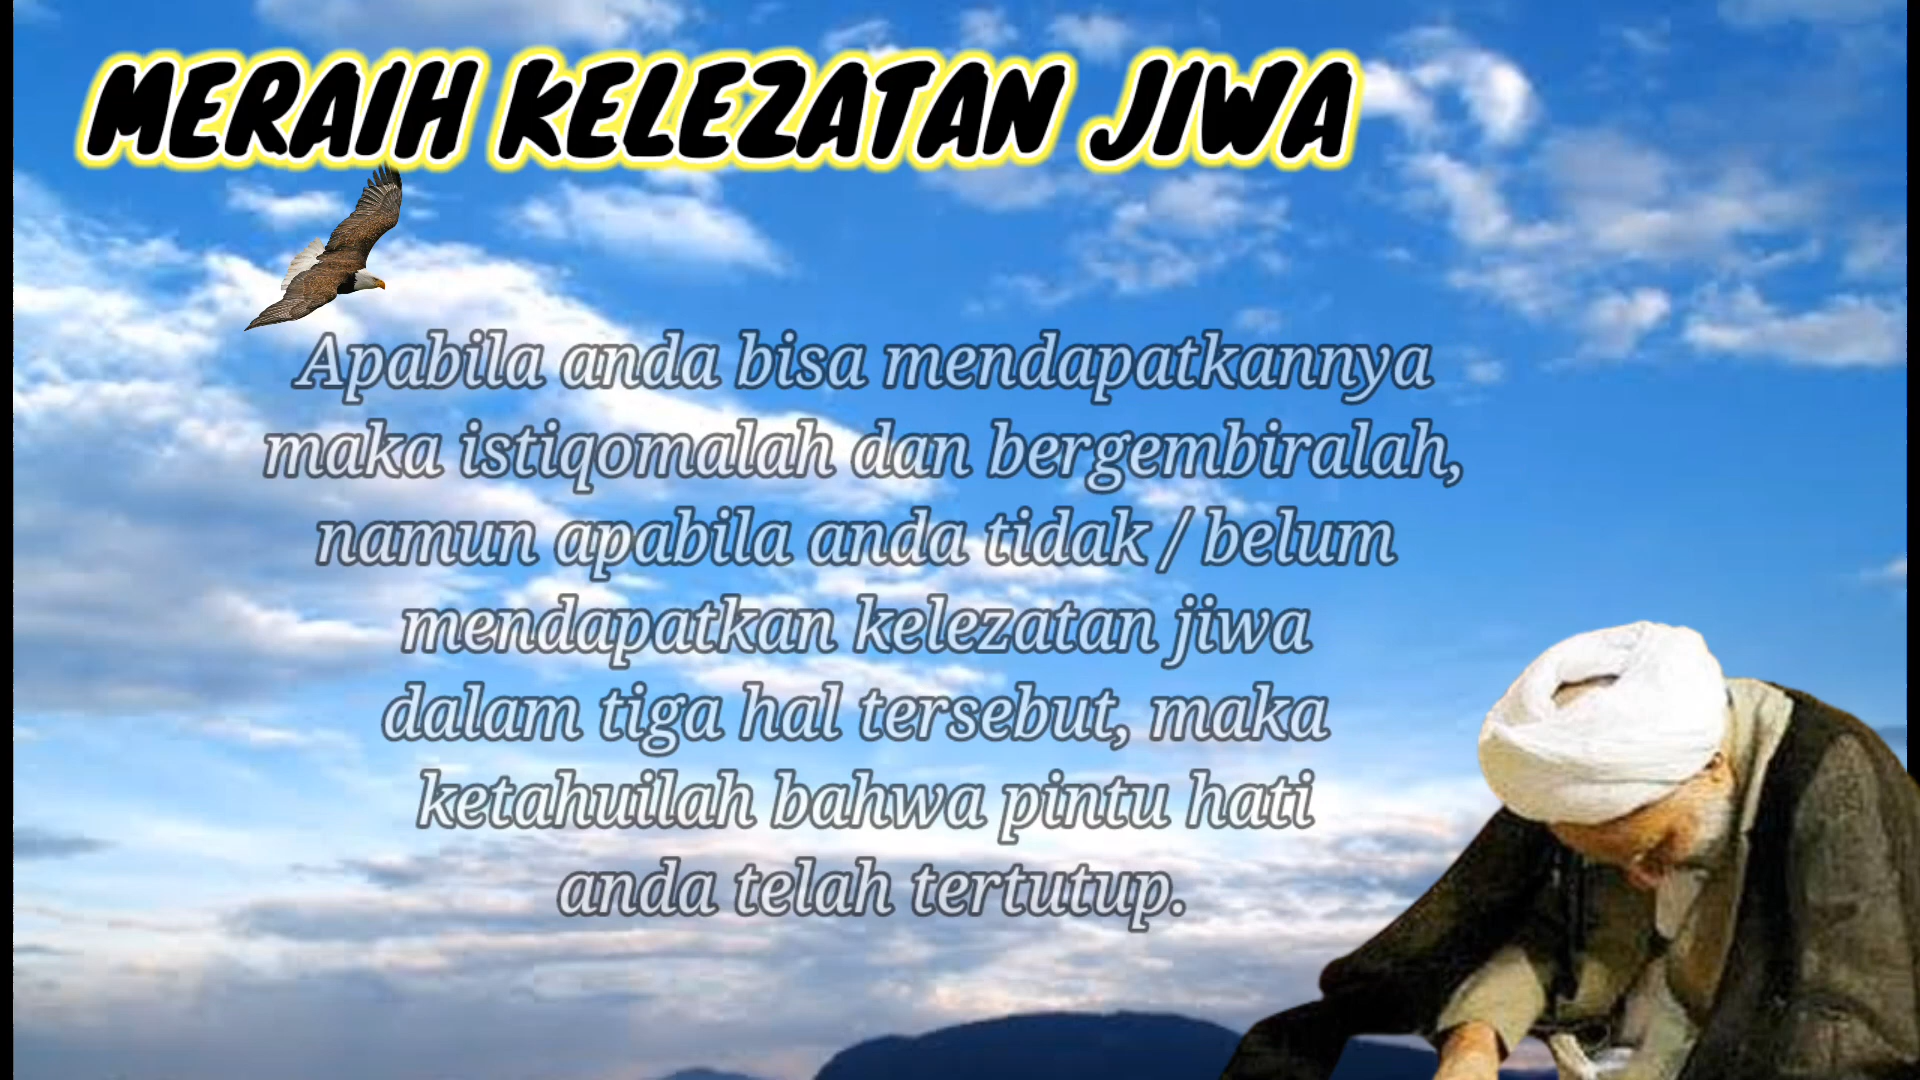 MERAIH KELEZATAN JIWA
Apabila anda bisa mendapatkannya
maka istiqomalah dan bergembiralah,
namun apabila anda tidak / belum
mendapatkan kelezatan jiwa
dalam tiga hal tersebut, maka
ketahuilah bahwa pintu hati
anda telah tertutup.